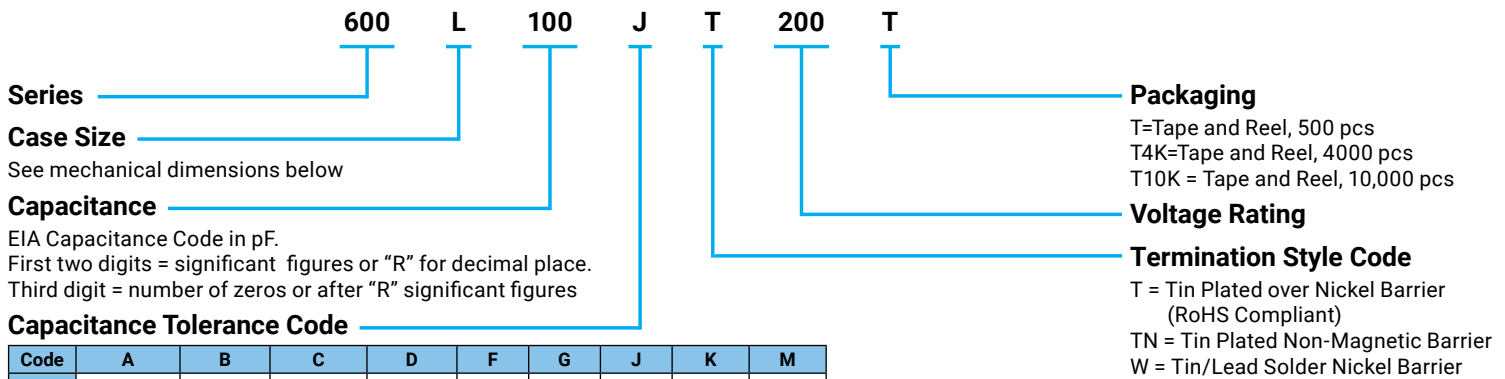 600 L 100 J T 200 T
Series
Case Size
See mechanical dimensions below
Capacitance
EIA Capacitance Code in pF.
First two digits = significant figures or “R” for decimal place.
Third digit = number of zeros or after “R” significant figures
Capacitance Tolerance Code
Code A B C D F G J K M
Packaging
T=Tape and Reel, 500 pcs
T4K=Tape and Reel, 4000 pcs
T10K = Tape and Reel, 10,000 pcs
Voltage Rating
Termination Style Code
T = Tin Plated over Nickel Barrier
(RoHS Compliant)
TN = Tin Plated Non-Magnetic Barrier
W = Tin/Lead Solder Nickel Barrier